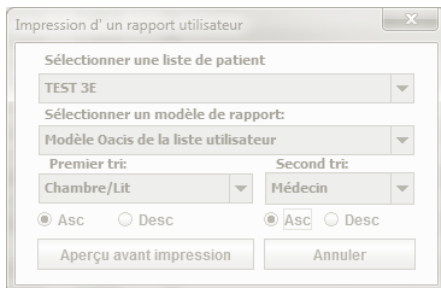 Impression d' un rapport utilisateur
Sélectionner une liste de patient
TEST 3E
Sélectionner un modèle de rapport:
Modèle Oacis de la liste utilisateur
Premier tri: Second tri:
Chambre/Lit Médecin
Asc Desc Asc Desc
Aperçu avant impression Annuler